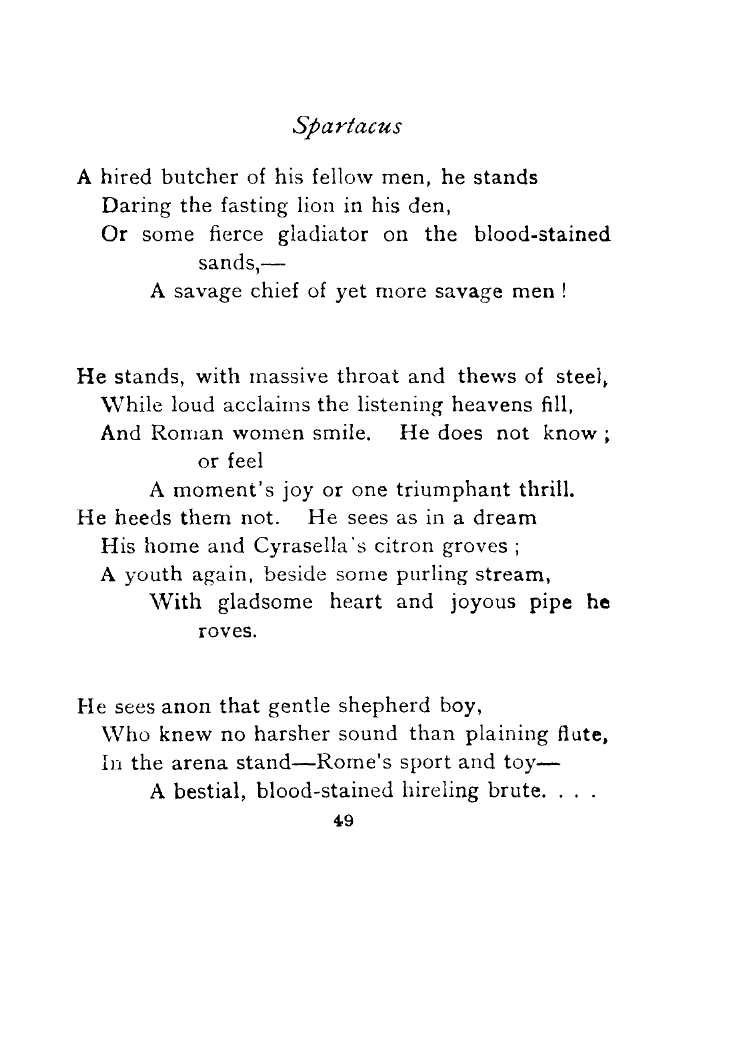 Spartacus
A hired butcher of his fellow men, he stands
Daring the fasting lion in his den,
Or some fierce gladiator on the blood-stained
sands,—
A savage chief of yet more savage men !
He stands, with massive throat and thews of steel,
While loud acclaims the listening heavens fill,
And Roman women smile. He does not know ;
or feel
A moment's joy or one triumphant thrill.
He heeds them not. He sees as in a dream
His home and Cyrasella's citron groves ;
A youth again, beside some purling stream,
With gladsome heart and joyous pipe he
roves.
He sees anon that gentle shepherd boy,
Who knew no harsher sound than plaining flute,
In the arena stand—Rome's sport and toy—
A bestial, blood-stained hireling brute. . . .
49